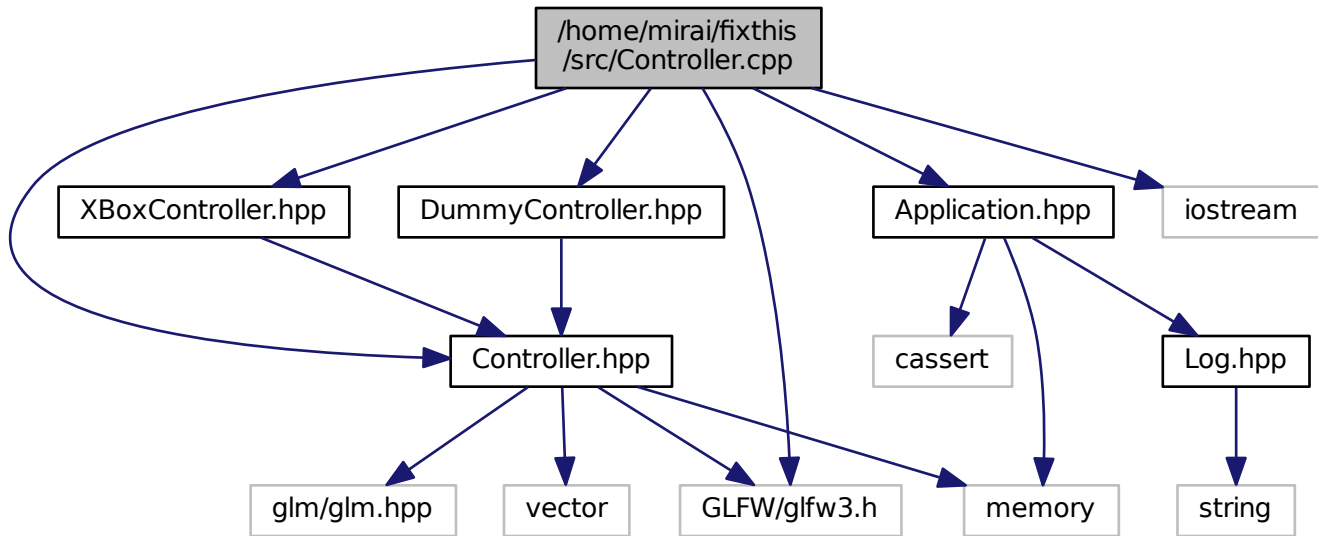 /home/mirai/fixthis
/src/Controller.cpp
XBoxController.hpp
DummyController.hpp
Application.hpp
iostream
Controller.hpp
cassert
Log.hpp
glm/glm.hpp
vector
GLFW/glfw3.h
memory
string